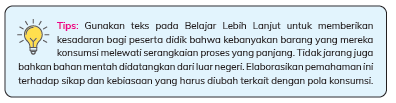 Tips: Gunakan teks pada Belajar Lebih Lanjut untuk memberikan
kesadaran bagi peserta didik bahwa kebanyakan barang yang mereka
konsumsi melewati serangkaian proses yang panjang. Tidak jarang juga
bahkan bahan mentah didatangkan dari luar negeri. Elaborasikan pemahaman ini
terhadap sikap dan kebiasaan yang harus diubah terkait dengan pola konsumsi.